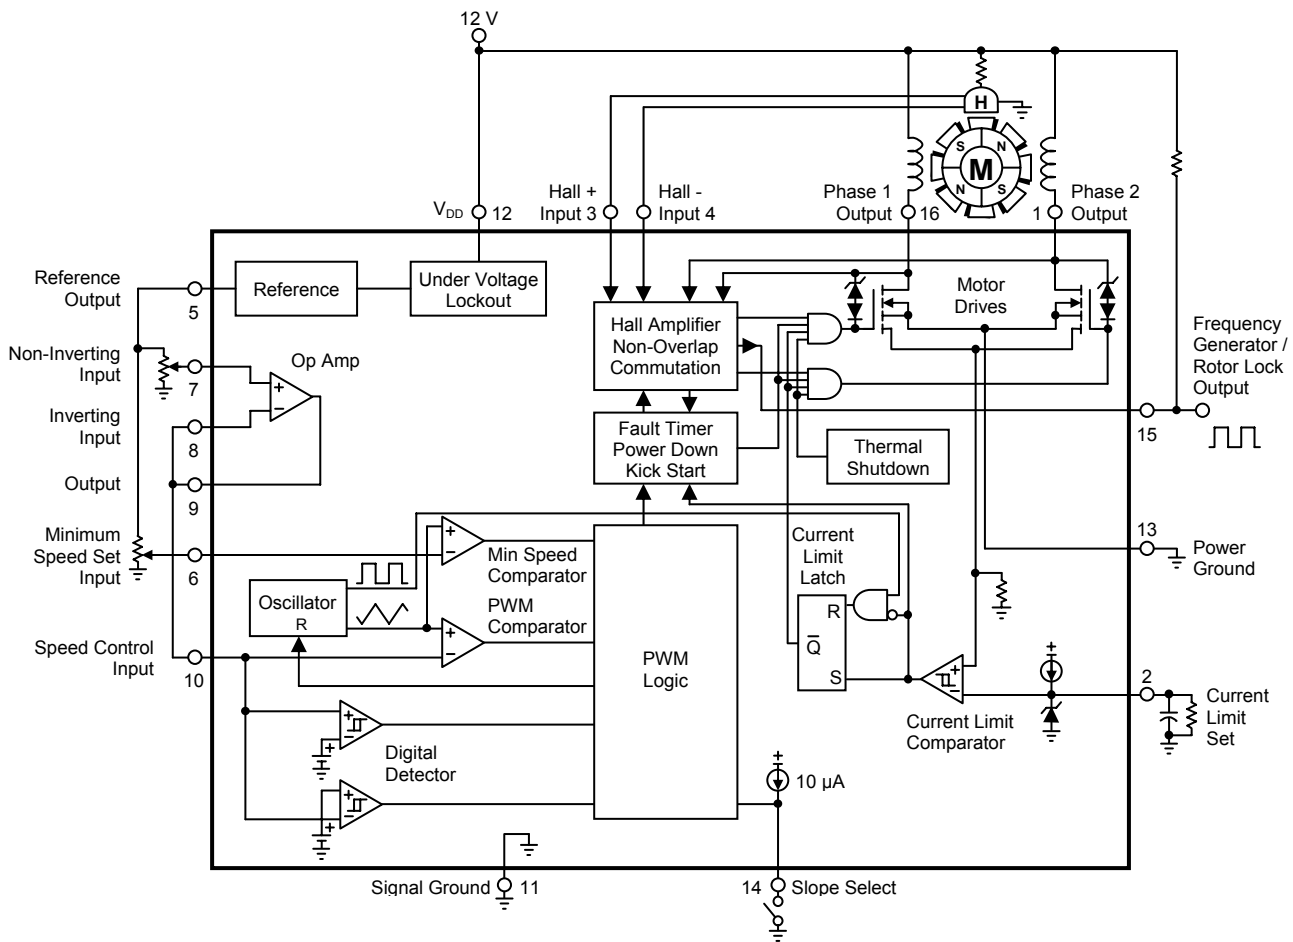 12 V
H
S
N
M
N
S
Hall +
Input 3
Hall -
Input 4
Phase 1
Output
16
1
Phase 2
Output
VDD
12
Reference
Output
5
Reference
Under Voltage
Lockout
Motor
Drives
Hall Amplifier
Non-Overlap
Commutation
Frequency
Generator /
Rotor Lock
Output
15
Non-Inverting
Input
7
Op Amp
+
−
Inverting
Input
8
Fault Timer
Power Down
Kick Start
Thermal
Shutdown
Output
9
Minimum
Speed Set
Input
6
+
−
Min Speed
Comparator
Current
Limit
Latch
13
Power
Ground
Oscillator
R
PWM
Comparator
+
−
R
Q̅
S
Speed Control
Input
10
PWM
Logic
+
−
Current Limit
Comparator
+
2
Current
Limit
Set
+
−
+
Digital
Detector
+
−
+
+
10 µA
Signal Ground
11
14
Slope Select